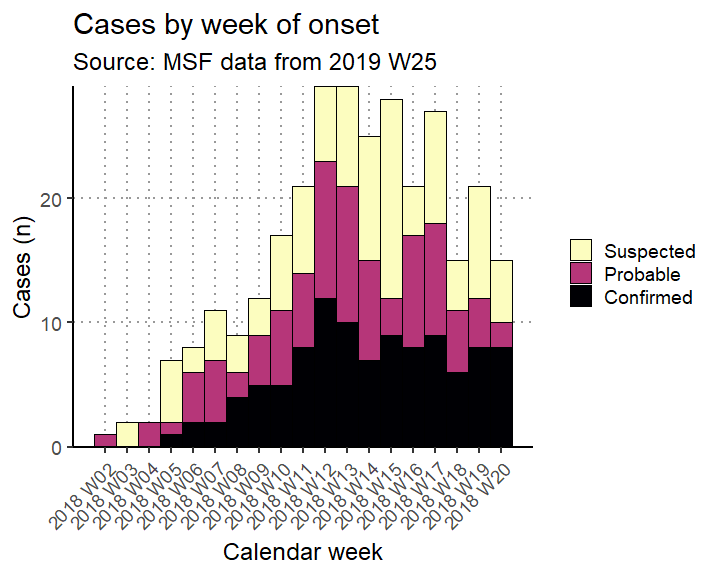 Cases by week of onset
Source: MSF data from 2019 W25
Cases (n)
20
10
0
Suspected
Probable
Confirmed
2018 W02
2018 W03
2018 W04
2018 W05
2018 W06
2018 W07
2018 W08
2018 W09
2018 W10
2018 W11
2018 W12
2018 W13
2018 W14
2018 W15
2018 W16
2018 W17
2018 W18
2018 W19
2018 W20
Calendar week